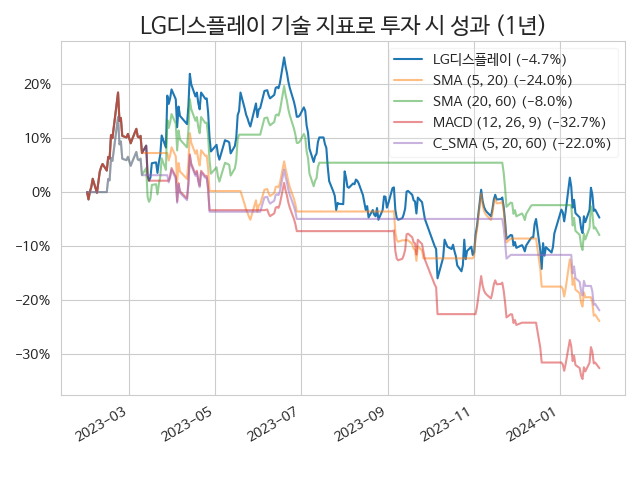 LG디스플레이 기술 지표로 투자 시 성과 (1년)
LG디스플레이 (−4.7%)
SMA (5, 20) (−24.0%)
SMA (20, 60) (−8.0%)
MACD (12, 26, 9) (−32.7%)
C_SMA (5, 20, 60) (−22.0%)
20%
10%
0%
−10%
−20%
−30%
2023−03
2023−05
2023−07
2023−09
2023−11
2024−01